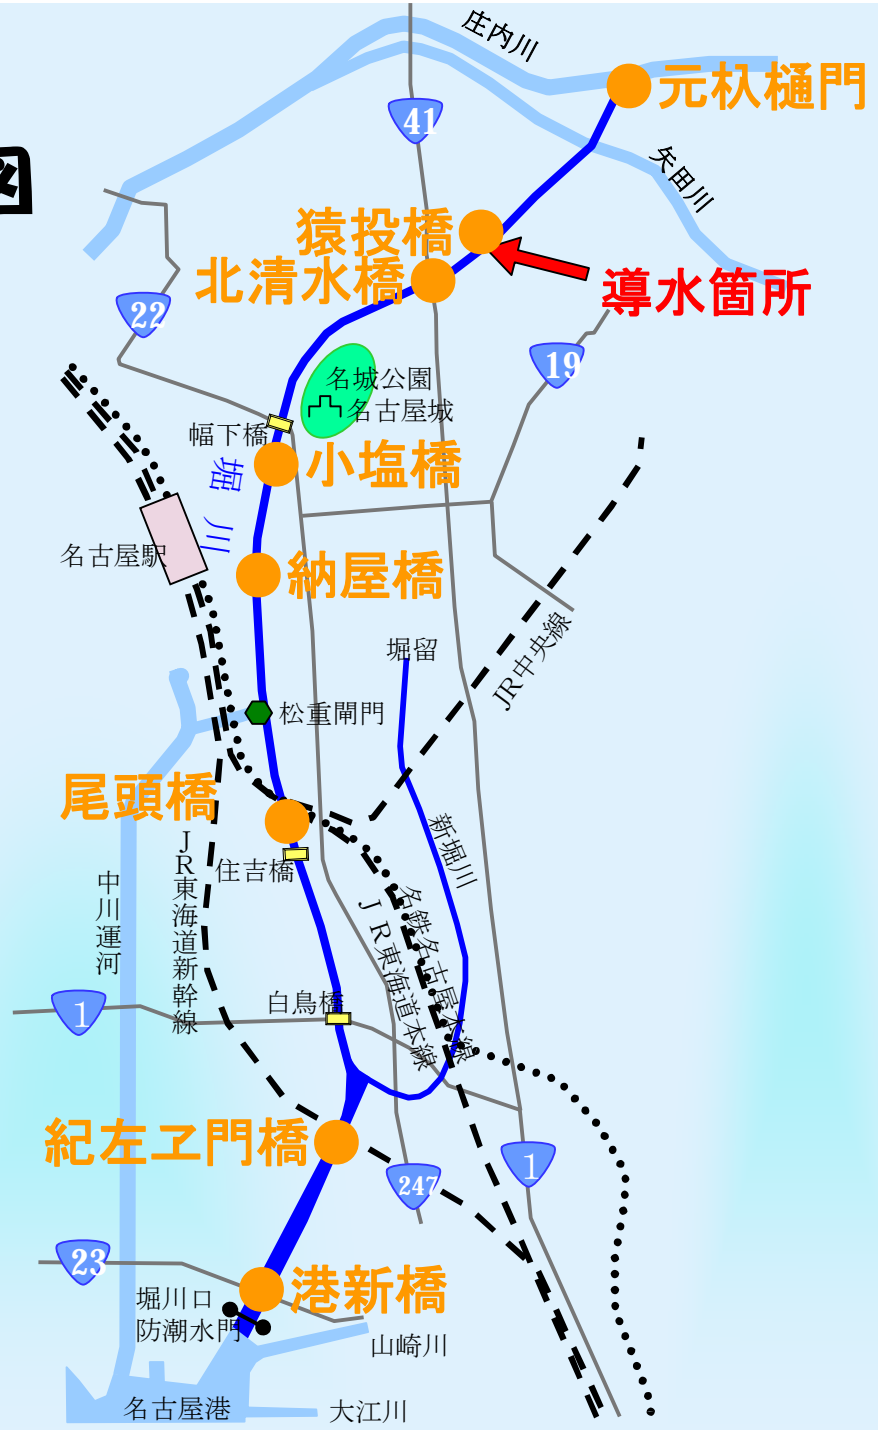 庄内川
元杁樋門
41
矢田川
図
猿投橋
北清水橋
導水箇所
22
19
名城公園
名古屋城
幅下橋
小塩橋
堀川
名古屋駅
納屋橋
JR中央線
堀留
松重閘門
尾頭橋
新堀川
JR東海道新幹線
住吉橋
中川運河
名鉄名古屋本線
JR東海道本線
白鳥橋
1
紀左ヱ門橋
1
247
23
港新橋
堀川口
防潮水門
山崎川
名古屋港
大江川